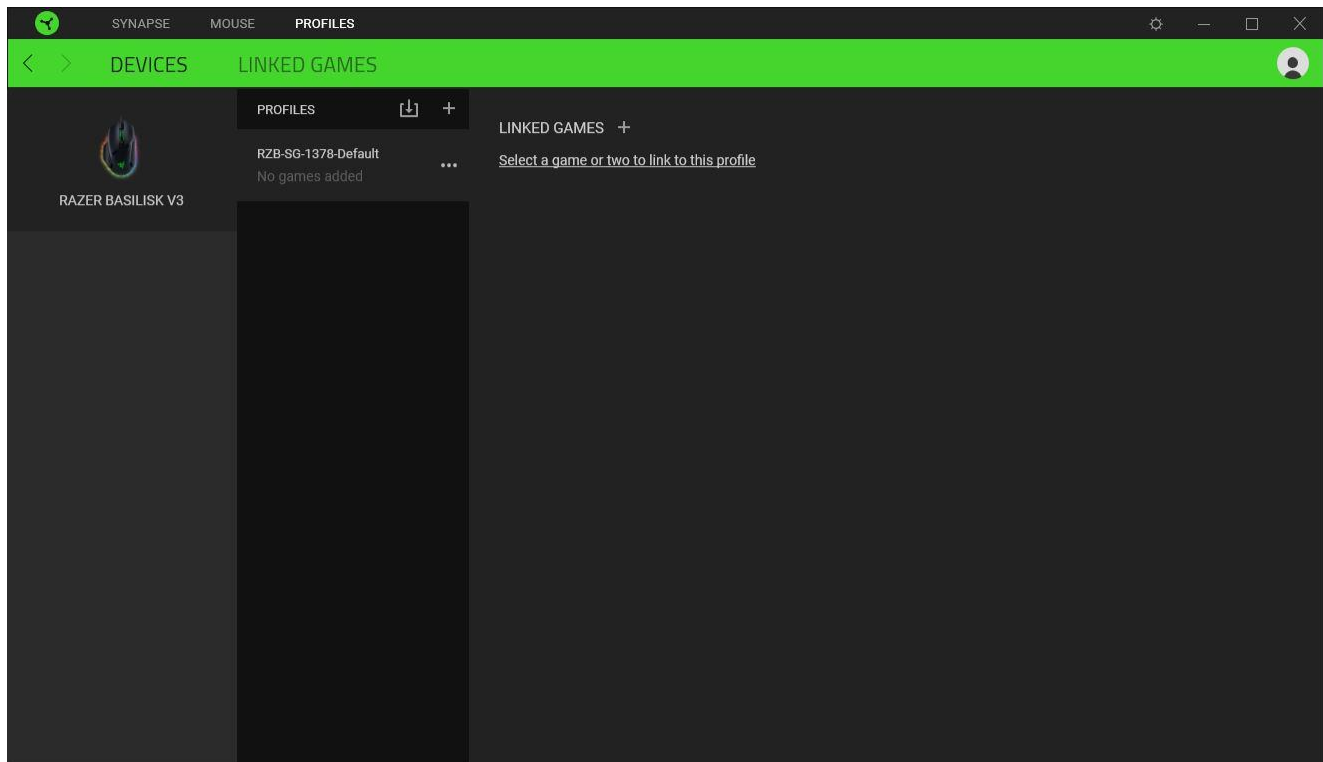 SYNAPSE MOUSE PROFILES
DEVICES LINKED GAMES
RAZER BASILISK V3
PROFILES
RZB-SG-1378-Default
No games added
LINKED GAMES
Select a game or two to link to this profile